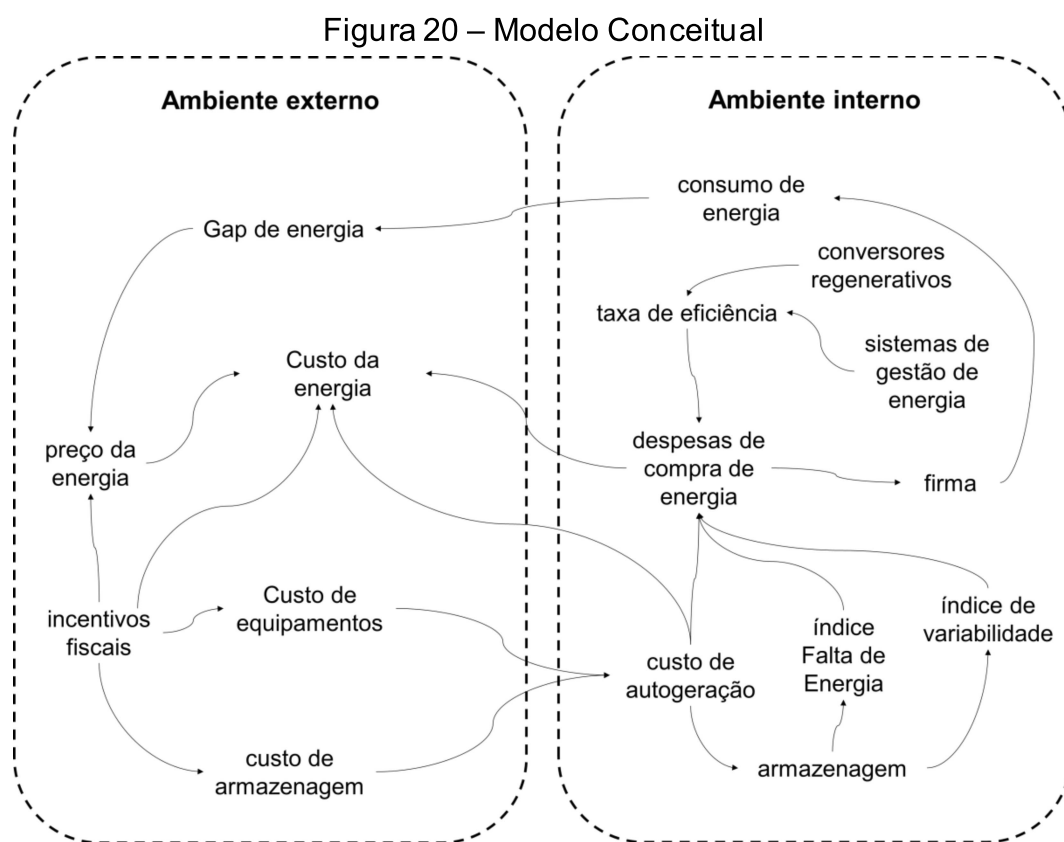 Figura 20 – Modelo Conceitual
Ambiente externo
Gap de energia
Custo da
energia
preço da
energia
incentivos
fiscais
Custo de
equipamentos
custo de
armazenagem
Ambiente interno
consumo de
energia
conversores
regenerativos
taxa de eficiência
sistemas de
gestão de
energia
despesas de
compra de
energia
firma
índice de
variabilidade
índice
Falta de
Energia
custo de
autogeração
armazenagem